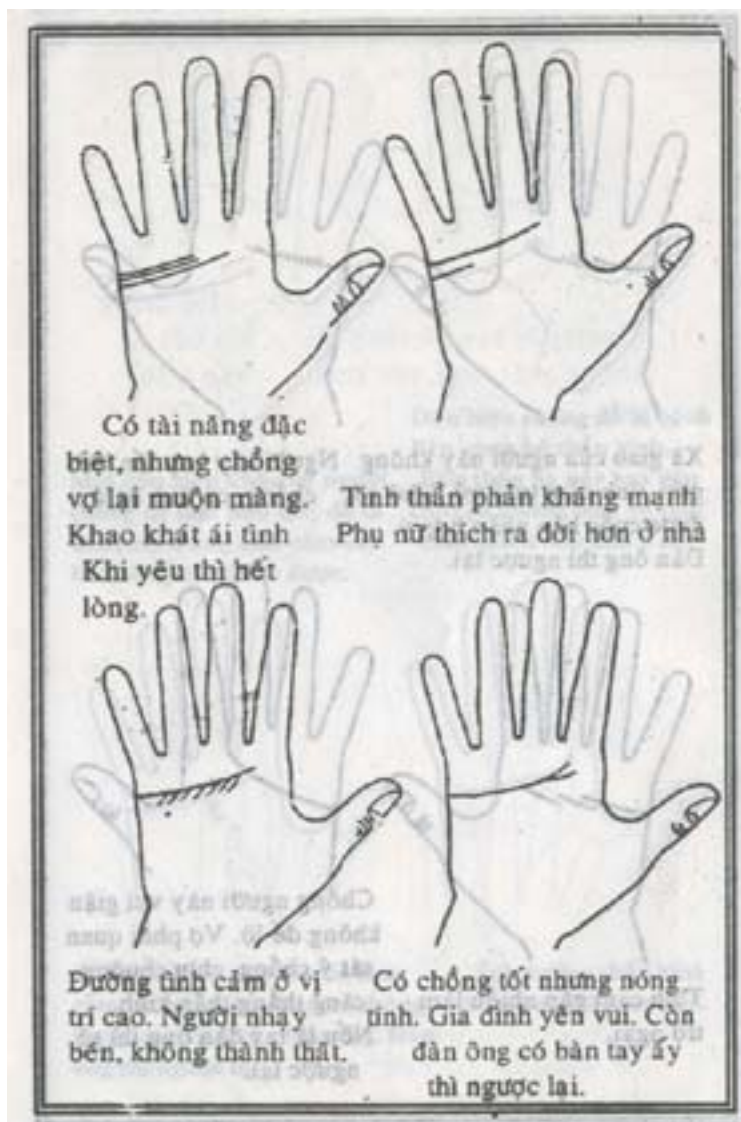 Có tài năng đặc
biệt, nhưng chồng
vợ lại muộn màng.
Khao khát ái tình
Khi yêu thì hết
lòng.
Tinh thần phản kháng mạnh
Phụ nữ thích ra đời hơn ở nhà
Đường tình cảm ở vị
trí cao. Người nhạy
bén, không thành thật.
Có chồng tốt nhưng nóng
tính. Gia đình yên vui. Còn
đàn ông có bàn tay ấy
thì ngược lại.